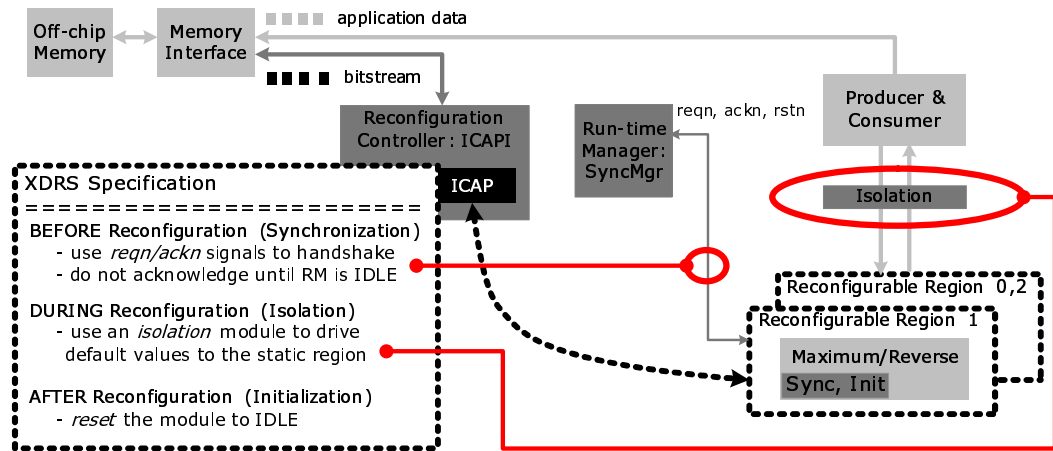 Off-chip
Memory
Memory
Interface
application data
bitstream
Reconfiguration
Controller : ICAPI
ICAP
Run-time
Manager:
SyncMgr
reqn, ackn, rstn
Producer &
Consumer
Isolation
XDRS Specification
==========================
BEFORE Reconfiguration (Synchronization)
- use reqn/ackn signals to handshake
- do not acknowledge until RM is IDLE
DURING Reconfiguration (Isolation)
- use an isolation module to drive
default values to the static region
AFTER Reconfiguration (Initialization)
- reset the module to IDLE
Reconfigurable Region 0,2
Reconfigurable Region 1
Maximum/Reverse
Sync, Init